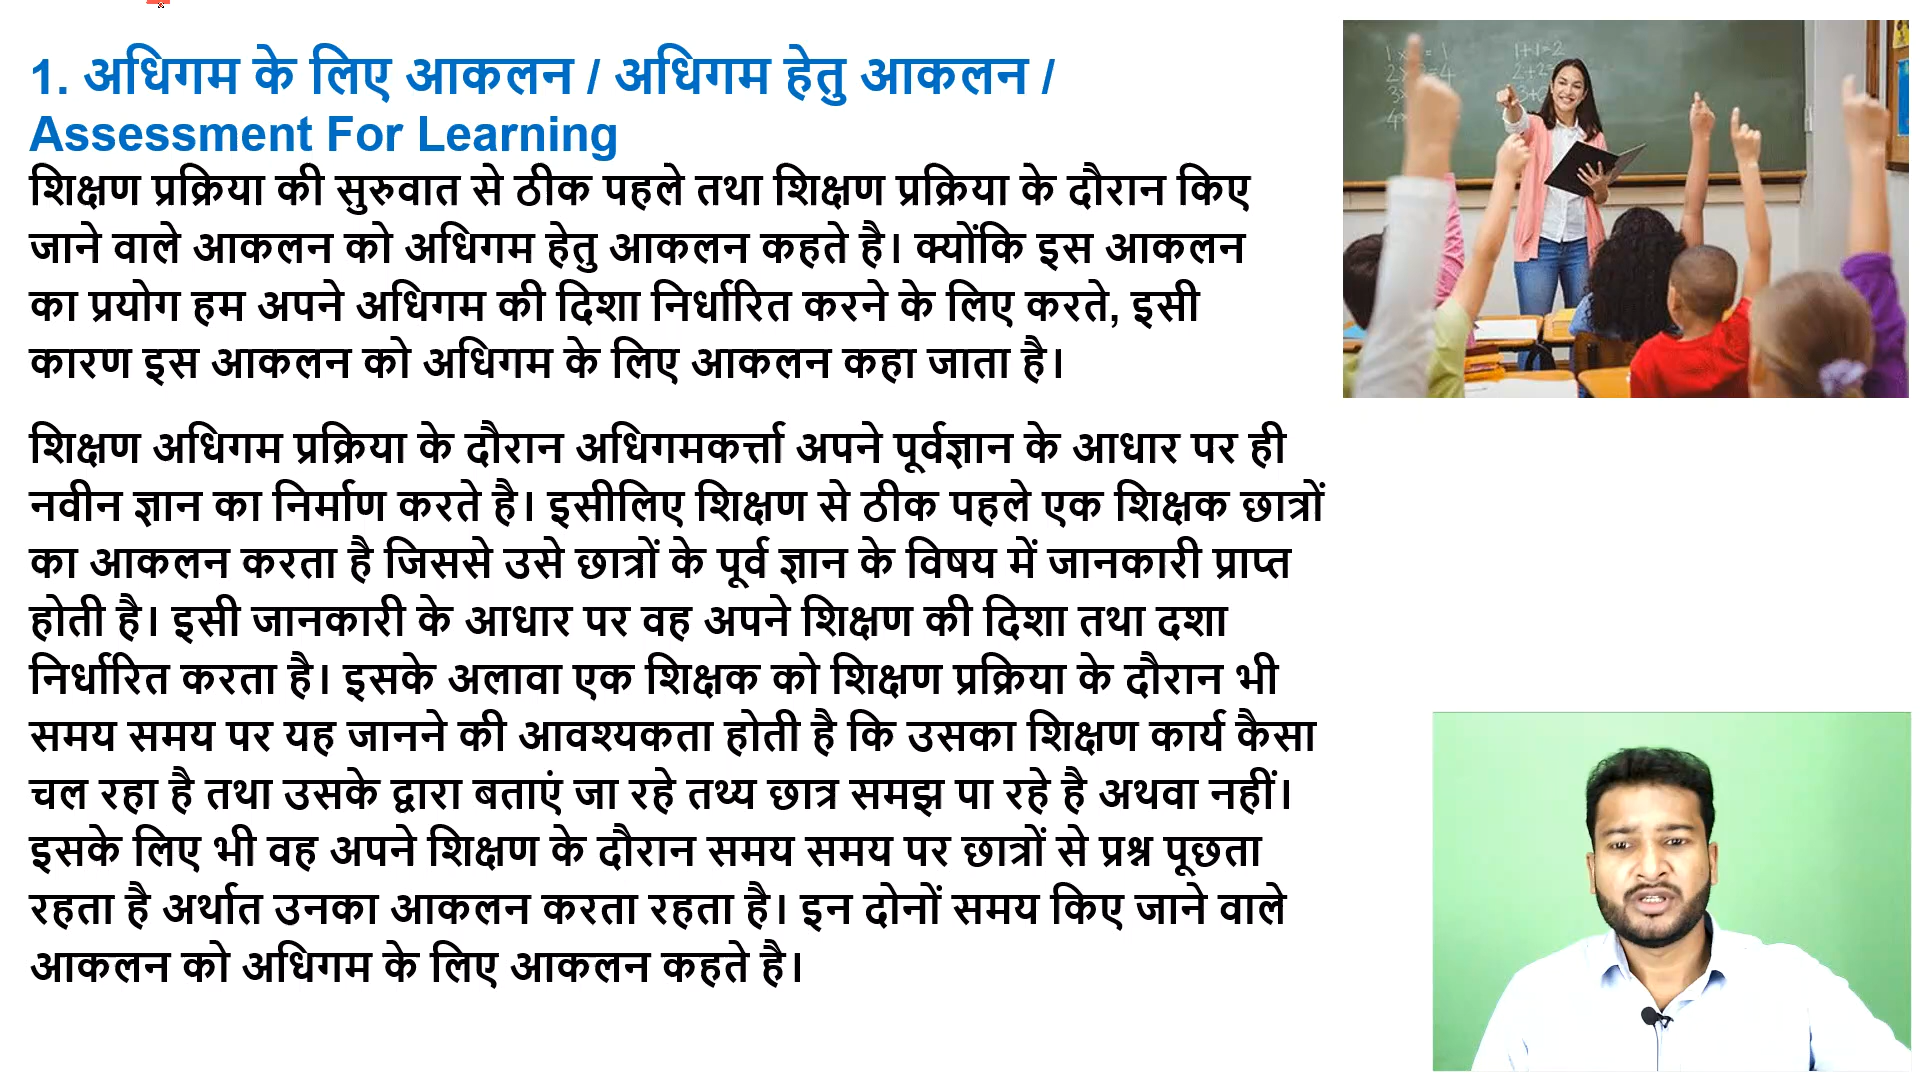 1. अधिगम के लिए आकलन / अधिगम हेतु आकलन /
Assessment For Learning
शिक्षण प्रक्रिया की सुरुवात से ठीक पहले तथा शिक्षण प्रक्रिया के दौरान किए
जाने वाले आकलन को अधिगम हेतु आकलन कहते है। क्योंकि इस आकलन
का प्रयोग हम अपने अधिगम की दिशा निर्धारित करने के लिए करते, इसी
कारण इस आकलन को अधिगम के लिए आकलन कहा जाता है।
शिक्षण अधिगम प्रक्रिया के दौरान अधिगमकर्त्ता अपने पूर्वज्ञान के आधार पर ही
नवीन ज्ञान का निर्माण करते है। इसीलिए शिक्षण से ठीक पहले एक शिक्षक छात्रों
का आकलन करता है जिससे उसे छात्रों के पूर्व ज्ञान के विषय में जानकारी प्राप्त
होती है। इसी जानकारी के आधार पर वह अपने शिक्षण की दिशा तथा दशा
निर्धारित करता है। इसके अलावा एक शिक्षक को शिक्षण प्रक्रिया के दौरान भी
समय समय पर यह जानने की आवश्यकता होती है कि उसका शिक्षण कार्य कैसा
चल रहा है तथा उसके द्वारा बताएं जा रहे तथ्य छात्र समझ पा रहे है अथवा नहीं।
इसके लिए भी वह अपने शिक्षण के दौरान समय समय पर छात्रों से प्रश्न पूछता
रहता है अर्थात उनका आकलन करता रहता है। इन दोनों समय किए जाने वाले
आकलन को अधिगम के लिए आकलन कहते है।
1+1=2